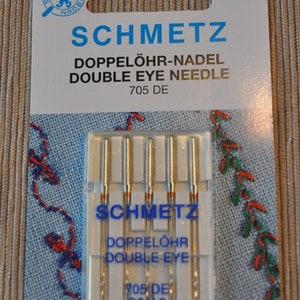 SCHMETZ
DOPPELÖHR-NADEL
DOUBLE EYE NEEDLE
705 DE
SCHMETZ
DOPPELÖHR
DOUBLE EYE
705 DE